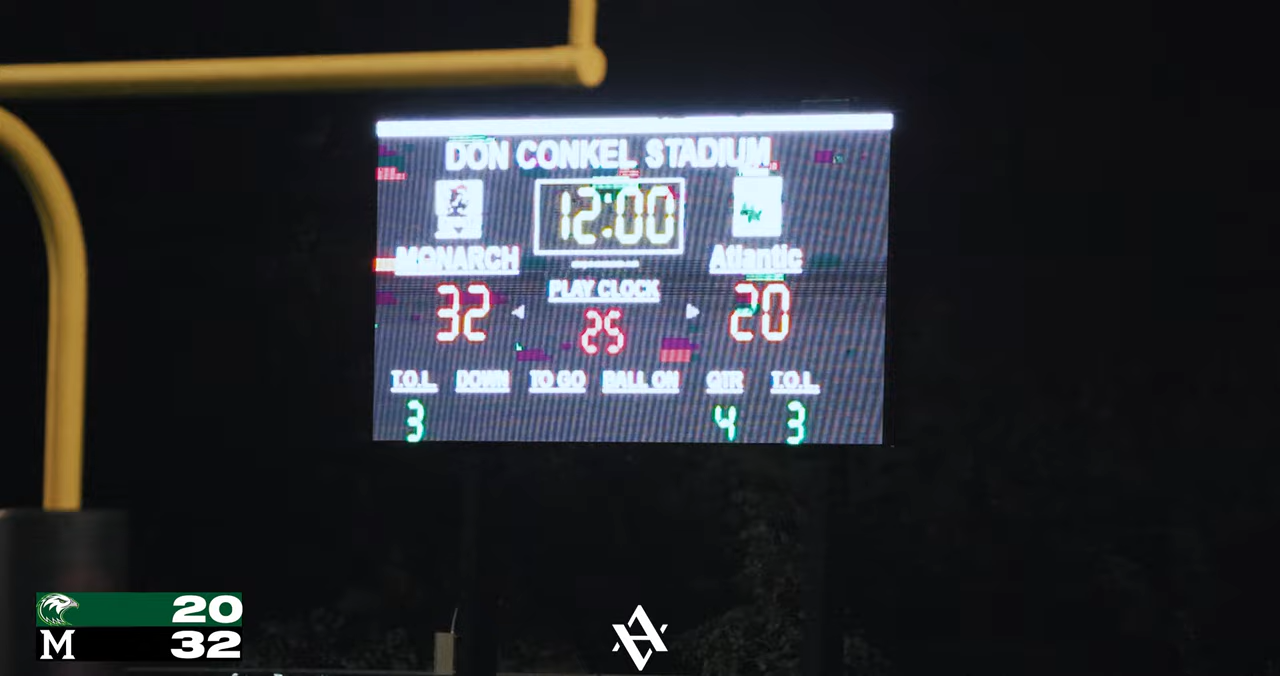 DON CONKEL STADIUM
12:00
MONARCH
Atlantic
PLAY CLOCK
32
25
20
T.O.L. DOWN TO GO BALL ON QTR T.O.L.
3 4 3
20
M 32